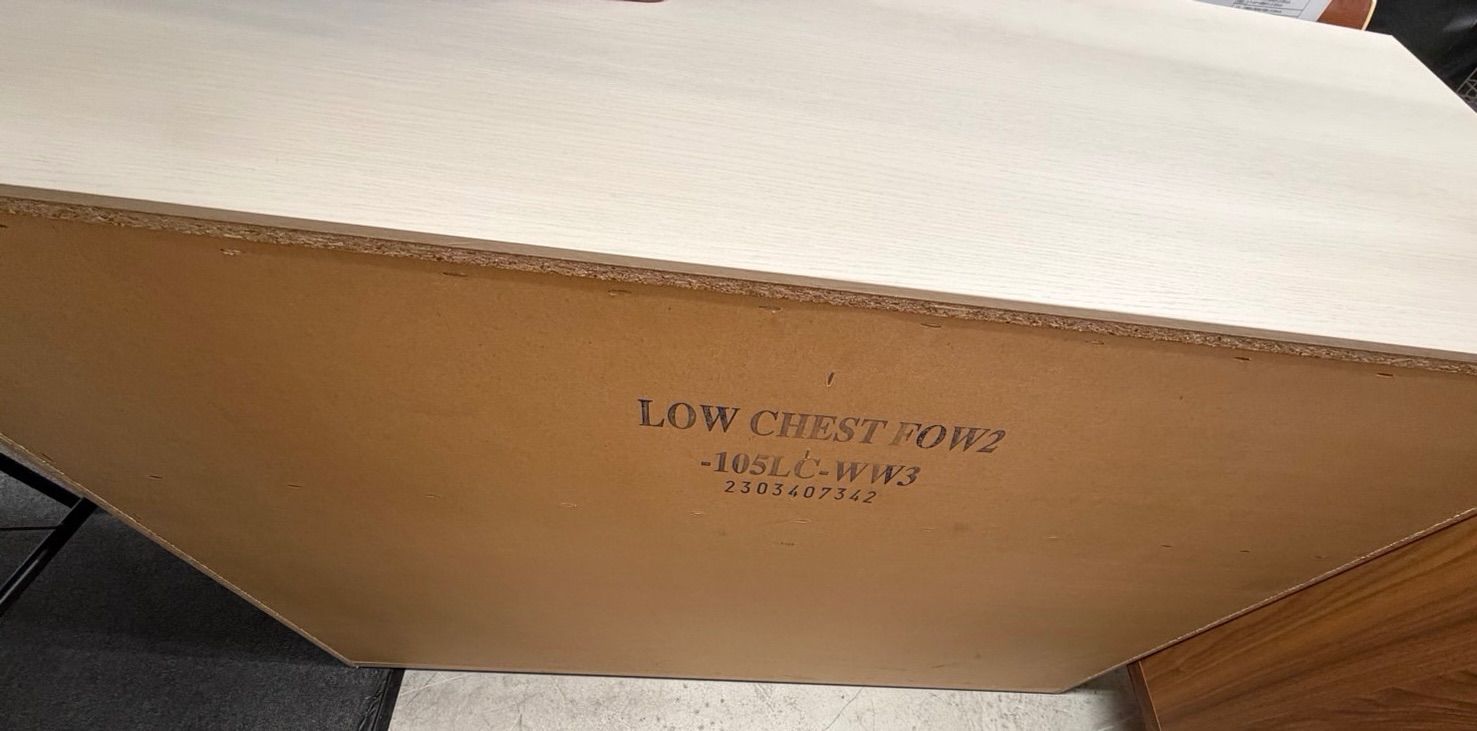 LOW CHEST FOW2
-105LC-WW3
2303407342